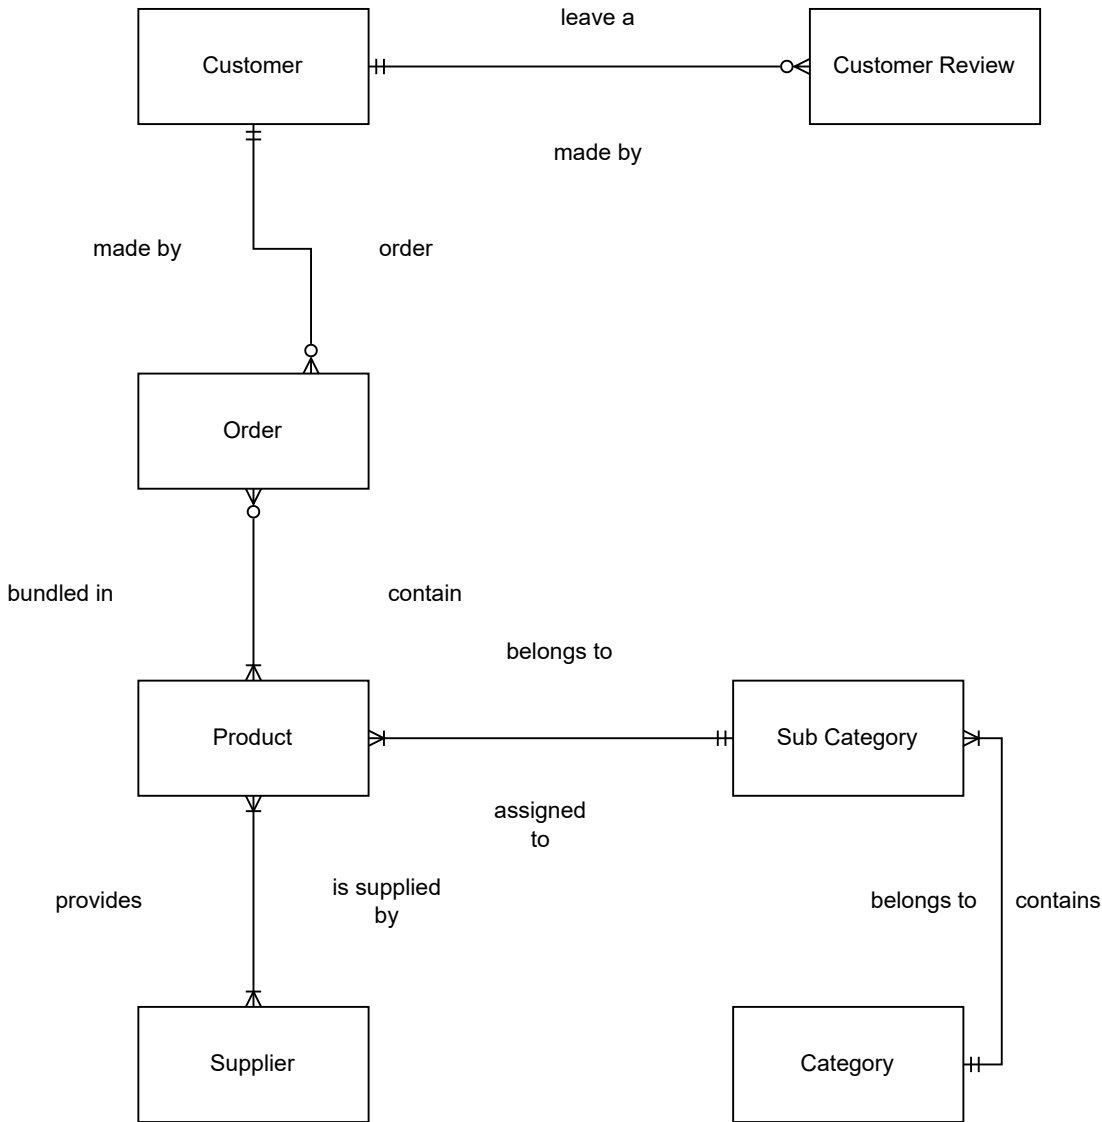 leave a
Customer
Customer Review
made by
made by
order
Order
bundled in
contain
belongs to
Product
Sub Category
assigned
to
provides
is supplied
by
belongs to
contains
Supplier
Category